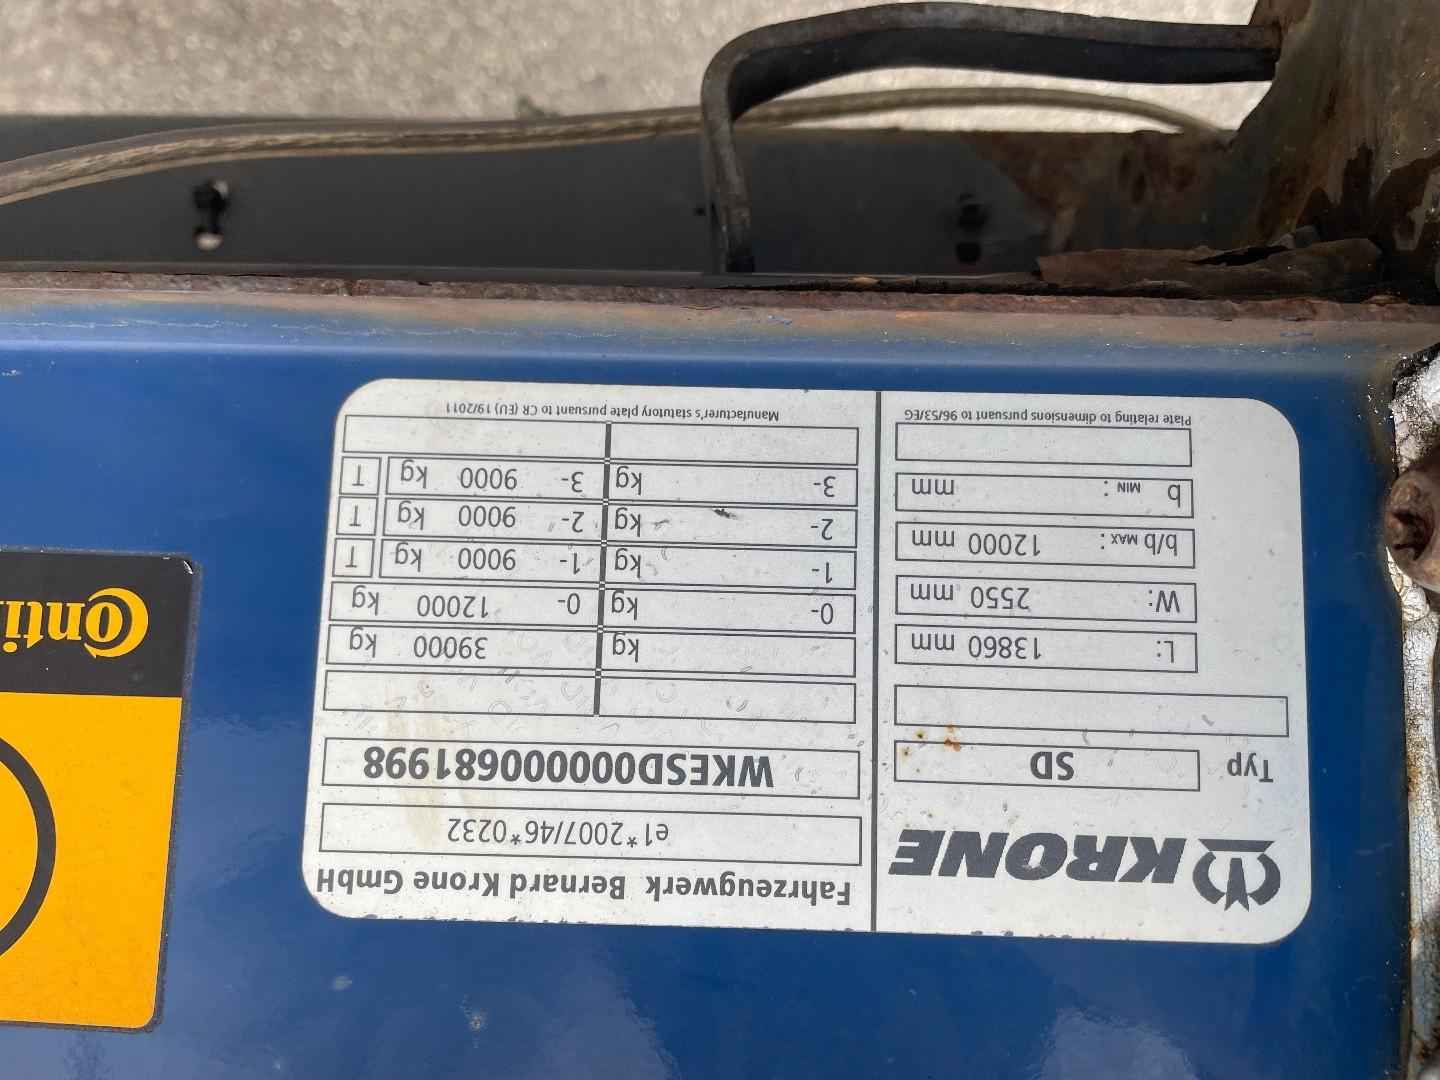 KRONE
Typ SD
L: 13860 mm
W: 2550 mm
b/b MAX : 12000 mm
b MIN : mm
Plate relating to dimensions pursuant to 96/53/EG
Fahrzeugwerk Bernard Krone GmbH
e1*2007/46*0232
WKESD000000681998
kg 39000 kg
0- kg 0- 12000 kg
1- kg 1- 9000 kg T
2- kg 2- 9000 kg T
3- kg 3- 9000 kg T
Manufacturer's statutory plate pursuant to CR (EU) 19/2011
Conti